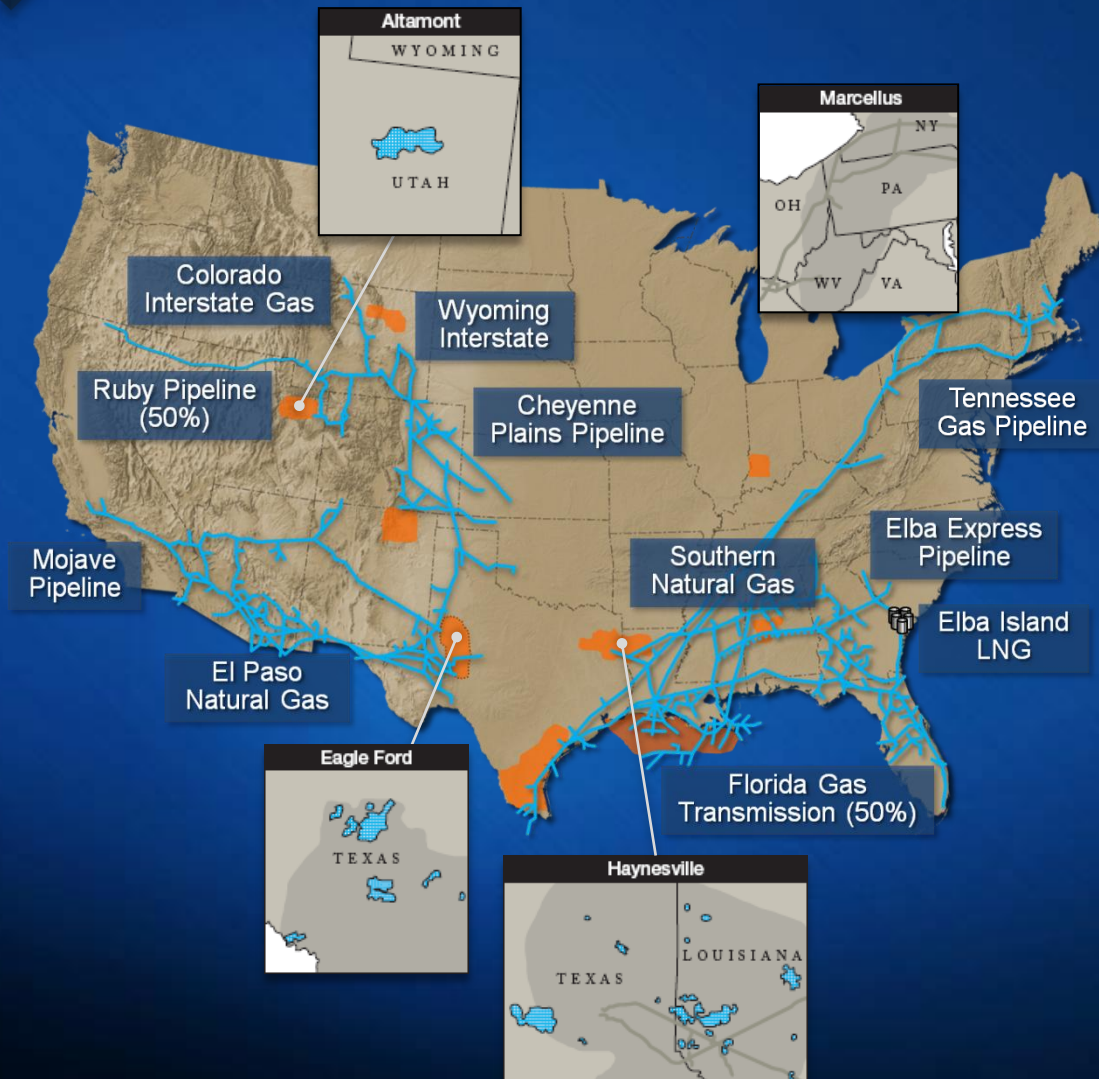 Altamont
WYOMING
UTAH
Marcellus
NY
PA
OH
WV
VA
Colorado
Interstate Gas
Wyoming
Interstate
Ruby Pipeline
(50%)
Cheyenne
Plains Pipeline
Tennessee
Gas Pipeline
Mojave
Pipeline
Southern
Natural Gas
Elba Express
Pipeline
Elba Island
LNG
El Paso
Natural Gas
Florida Gas
Transmission (50%)
Eagle Ford
TEXAS
Haynesville
LOUISIANA
TEXAS